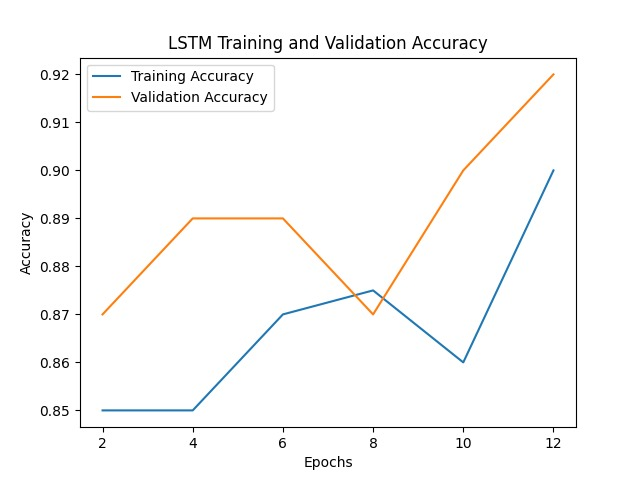 LSTM Training and Validation Accuracy
Training Accuracy
Validation Accuracy
0.92
0.91
0.90
0.89
0.88
0.87
0.86
0.85
Accuracy
2 4 6 8 10 12
Epochs